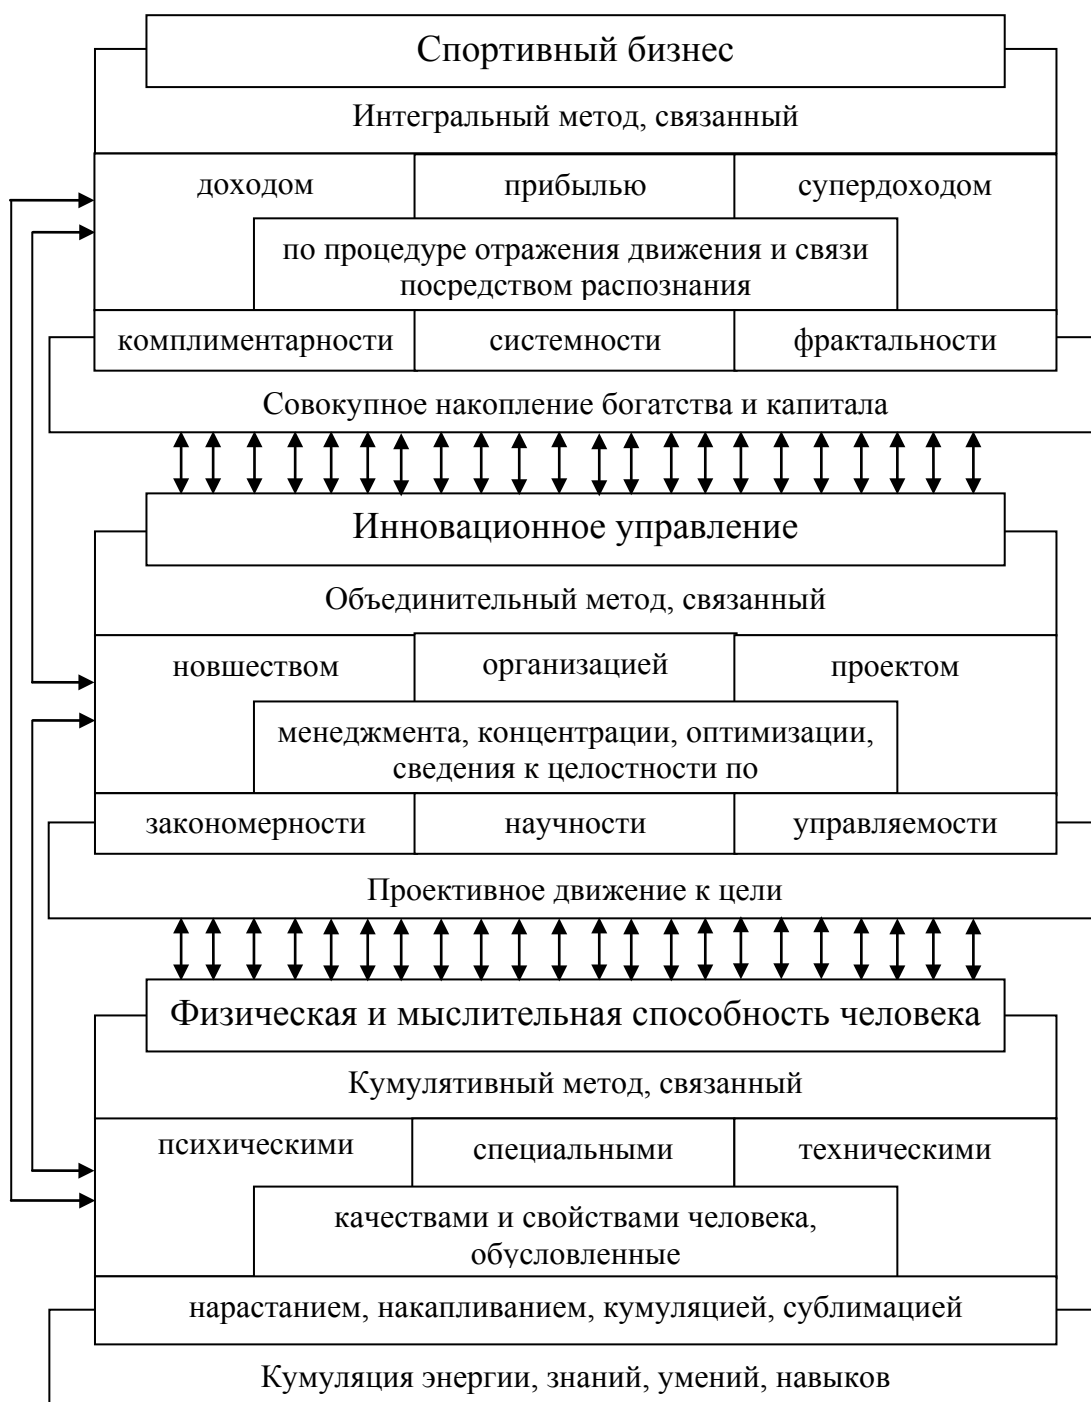 Спортивный бизнес
Интегральный метод, связанный
доходом прибылью супердоходом
по процедуре отражения движения и связи
посредством распознания
комплиментарности системности фрактальности
Совокупное накопление богатства и капитала
Инновационное управление
Объединительный метод, связанный
новшеством организацией проектом
менеджмента, концентрации, оптимизации,
сведения к целостности по
закономерности научности управляемости
Проективное движение к цели
Физическая и мыслительная способность человека
Кумулятивный метод, связанный
психическими специальными техническими
качествами и свойствами человека,
обусловленные
нарастанием, накапливанием, кумуляцией, сублимацией
Кумуляция энергии, знаний, умений, навыков